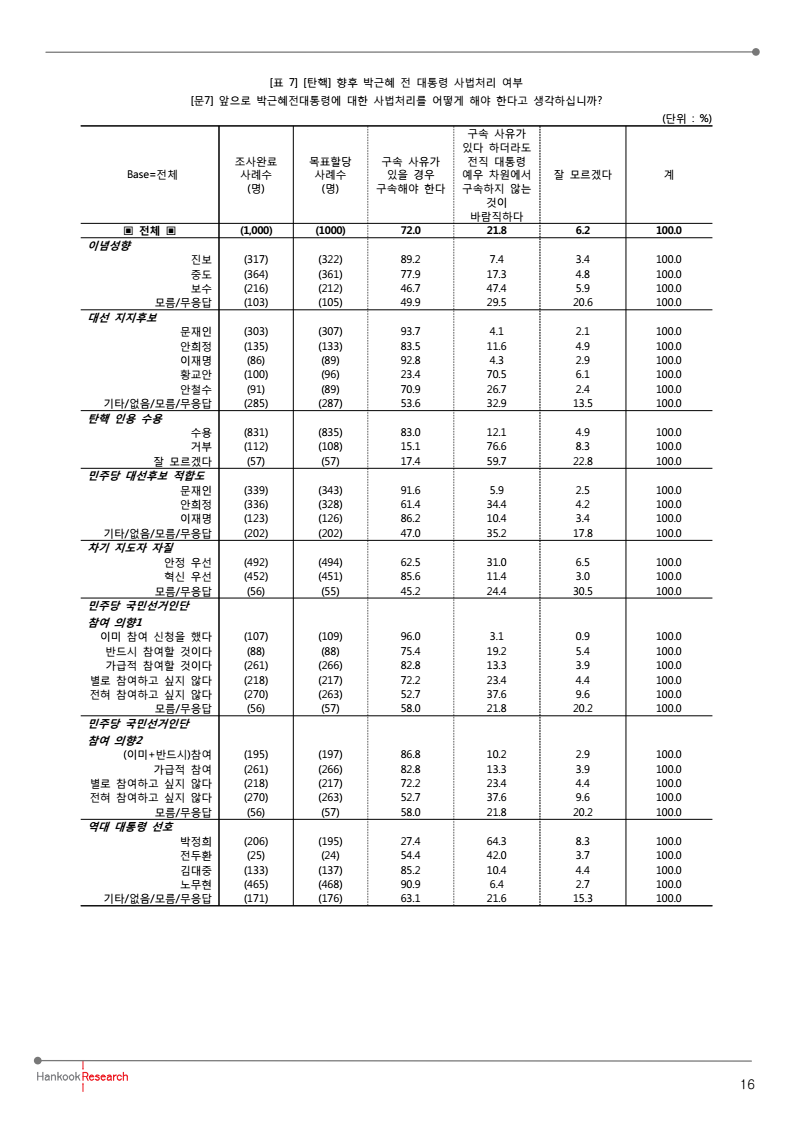 [표 7] [탄핵] 향후 박근혜 전 대통령 사법처리 여부
[문7] 앞으로 박근혜전대통령에 대한 사법처리를 어떻게 해야 한다고 생각하십니까?
(단위 : %)
Base=전체 조사완료 사례수 (명) 목표할당 사례수 (명) 구속 사유가 있을 경우 구속해야 한다 구속 사유가 있다 하더라도 전직 대통령 예우 차원에서 구속하지 않는 것이 바람직하다 잘 모르겠다 계
▣ 전체 ▣ (1,000) (1000) 72.0 21.8 6.2 100.0
이념성향
진보 (317) (322) 89.2 7.4 3.4 100.0
중도 (364) (361) 77.9 17.3 4.8 100.0
보수 (216) (212) 46.7 47.4 5.9 100.0
모름/무응답 (103) (105) 49.9 29.5 20.6 100.0
대선 지지후보
문재인 (303) (307) 93.7 4.1 2.1 100.0
안희정 (135) (133) 83.5 11.6 4.9 100.0
이재명 (86) (89) 92.8 4.3 2.9 100.0
황교안 (100) (96) 23.4 70.5 6.1 100.0
안철수 (91) (89) 70.9 26.7 2.4 100.0
기타/없음/모름/무응답 (285) (287) 53.6 32.9 13.5 100.0
탄핵 인용 수용
수용 (831) (835) 83.0 12.1 4.9 100.0
거부 (112) (108) 15.1 76.6 8.3 100.0
잘 모르겠다 (57) (57) 17.4 59.7 22.8 100.0
민주당 대선후보 적합도
문재인 (339) (343) 91.6 5.9 2.5 100.0
안희정 (336) (328) 61.4 34.4 4.2 100.0
이재명 (123) (126) 86.2 10.4 3.4 100.0
기타/없음/모름/무응답 (202) (202) 47.0 35.2 17.8 100.0
차기 지도자 자질
안정 우선 (492) (494) 62.5 31.0 6.5 100.0
혁신 우선 (452) (451) 85.6 11.4 3.0 100.0
모름/무응답 (56) (55) 45.2 24.4 30.5 100.0
민주당 국민선거인단
참여 의향1
이미 참여 신청을 했다 (107) (109) 96.0 3.1 0.9 100.0
반드시 참여할 것이다 (88) (88) 75.4 19.2 5.4 100.0
가급적 참여할 것이다 (261) (266) 82.8 13.3 3.9 100.0
별로 참여하고 싶지 않다 (218) (217) 72.2 23.4 4.4 100.0
전혀 참여하고 싶지 않다 (270) (263) 52.7 37.6 9.6 100.0
모름/무응답 (56) (57) 58.0 21.8 20.2 100.0
민주당 국민선거인단
참여 의향2
(이미+반드시)참여 (195) (197) 86.8 10.2 2.9 100.0
가급적 참여 (261) (266) 82.8 13.3 3.9 100.0
별로 참여하고 싶지 않다 (218) (217) 72.2 23.4 4.4 100.0
전혀 참여하고 싶지 않다 (270) (263) 52.7 37.6 9.6 100.0
모름/무응답 (56) (57) 58.0 21.8 20.2 100.0
역대 대통령 선호
박정희 (206) (195) 27.4 64.3 8.3 100.0
전두환 (25) (24) 54.4 42.0 3.7 100.0
김대중 (133) (137) 85.2 10.4 4.4 100.0
노무현 (465) (468) 90.9 6.4 2.7 100.0
기타/없음/모름/무응답 (171) (176) 63.1 21.6 15.3 100.0
Hankook Research
16